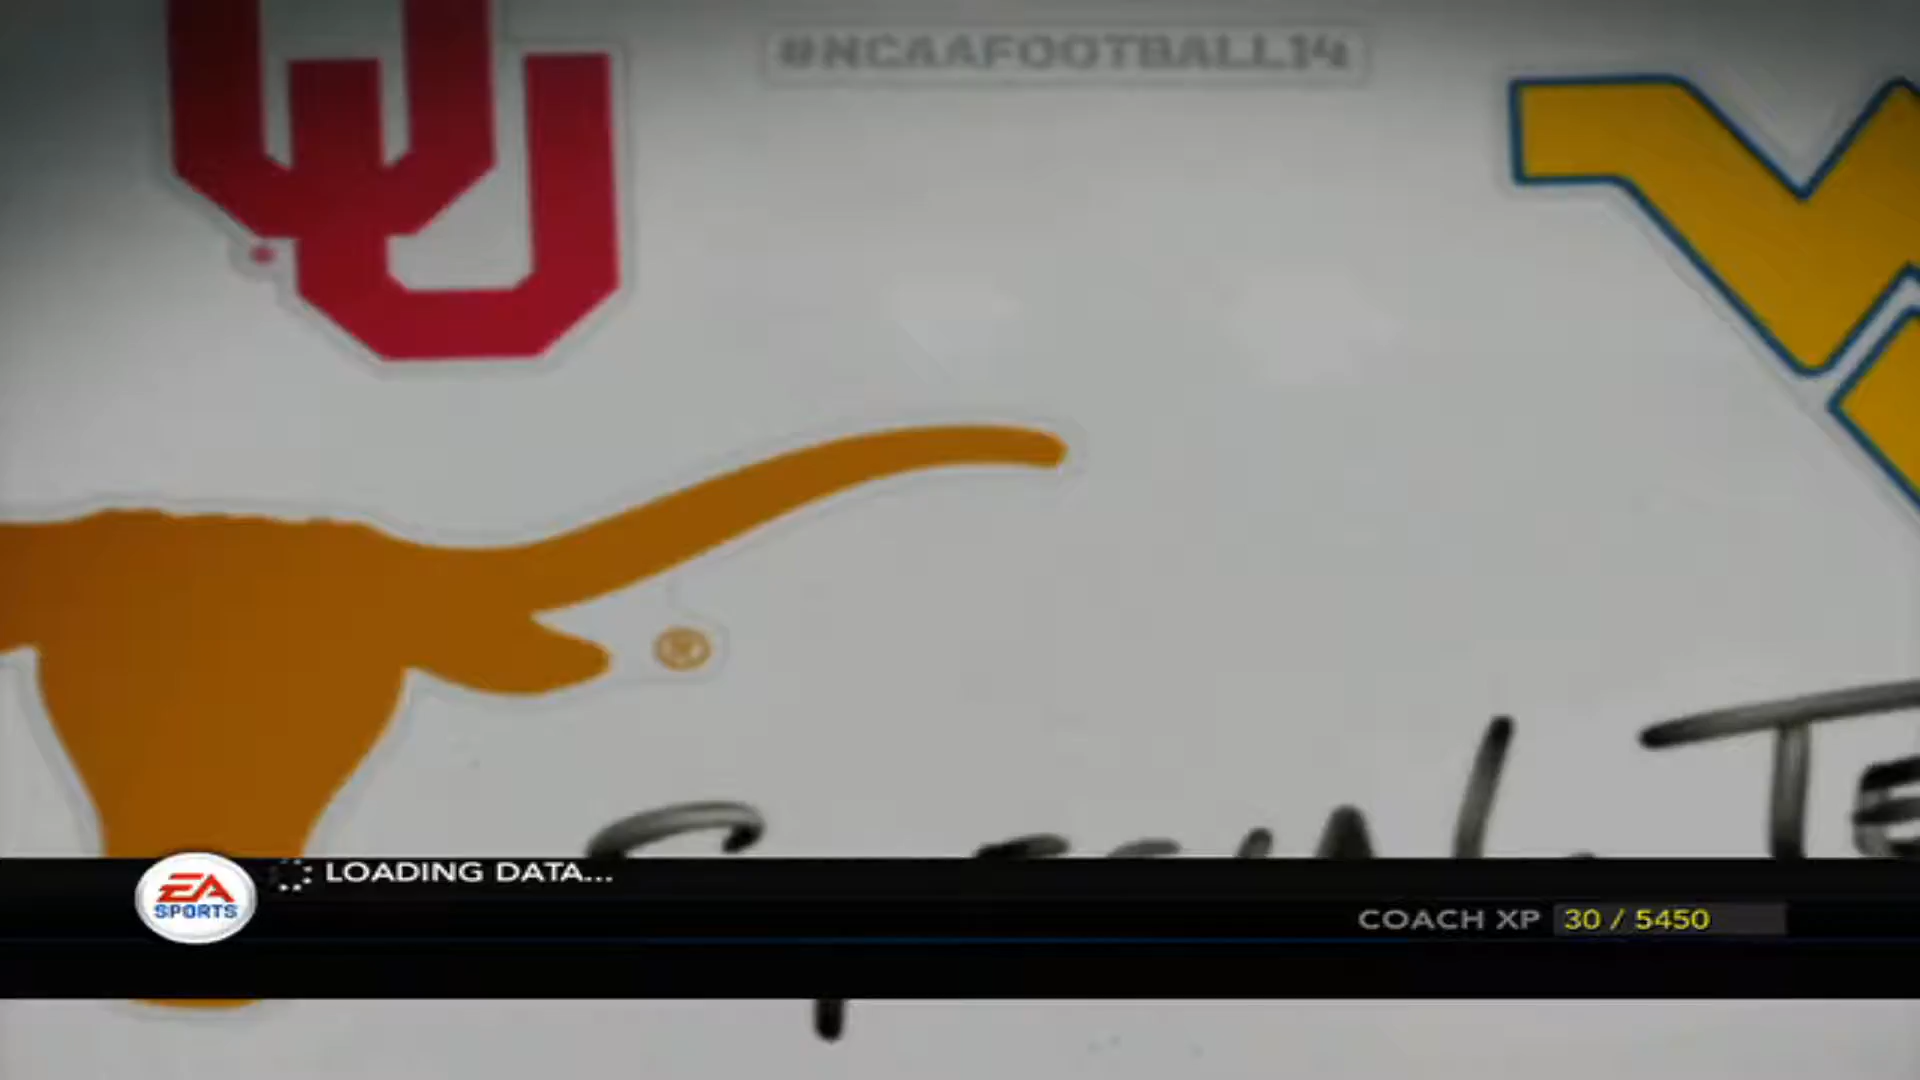 #NCAAFOOTBALL14
LOADING DATA...
EA
SPORTS
COACH XP 30 / 5450